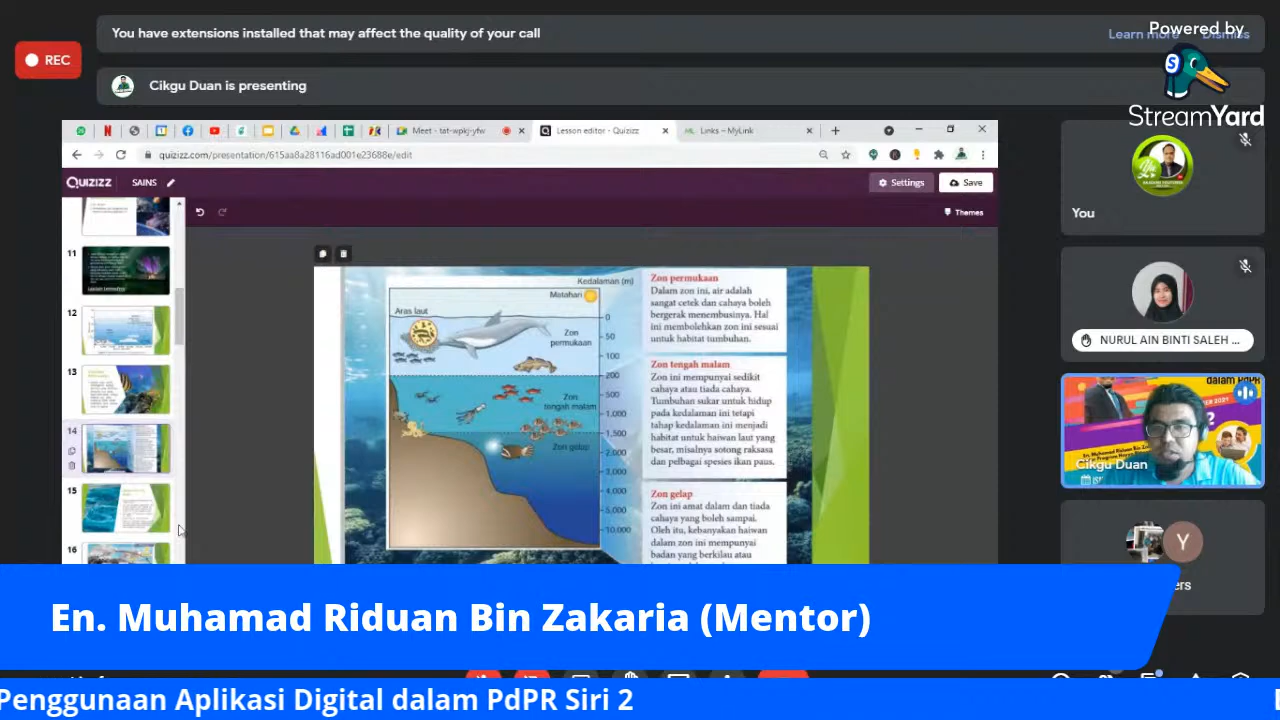 You have extensions installed that may affect the quality of your call
Learn more
Dismiss
Powered by
StreamYard
REC
Cikgu Duan is presenting
Meet - tat-wpkj-yfw
Lesson editor - Quizizz
Links – MyLink
quizizz.com/presentation/615aa8a28116ad001e23688e/edit
QUIZIZZ
SAINS
Settings
Save
Themes
11
12
13
14
15
16
Kedalaman (m)
Matahari
Aras laut
0
50
100
200
500
1,000
1,500
2,000
3,000
4,000
5,000
10,000
Zon
permukaan
Zon
tengah malam
Zon gelap
Zon permukaan
Dalam zon ini, air adalah
sangat cetek dan cahaya boleh
bergerak menembusinya. Hal
ini membolehkan zon ini sesuai
untuk habitat tumbuhan.
Zon tengah malam
Zon ini mempunyai sedikit
cahaya atau tiada cahaya.
Tumbuhan sukar untuk hidup
pada kedalaman ini tetapi
tahap kedalaman ini menjadi
habitat untuk haiwan laut yang
besar, misalnya sotong raksasa
dan pelbagai spesies ikan paus.
Zon gelap
Zon ini amat dalam dan tiada
cahaya yang boleh sampai.
Oleh itu, kebanyakan haiwan
dalam zon ini mempunyai
badan yang berkilau atau
You
NURUL AIN BINTI SALEH ...
dalam PdPR
Cikgu Duan
Y
En. Muhamad Riduan Bin Zakaria (Mentor)
Penggunaan Aplikasi Digital dalam PdPR Siri 2